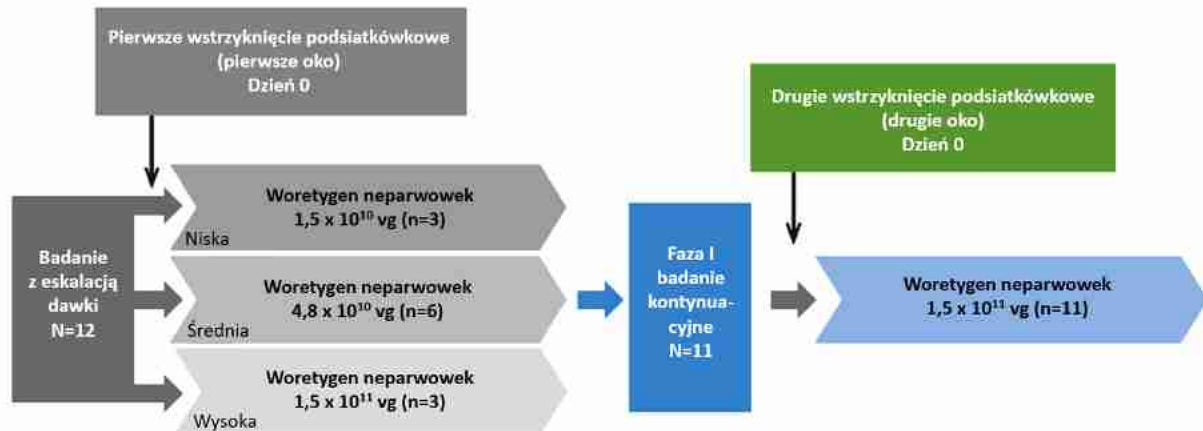 Pierwsze wstrzyknięcie podsiatkówkowe
(pierwsze oko)
Dzień 0
Drugie wstrzyknięcie podsiatkówkowe
(drugie oko)
Dzień 0
Badanie
z eskalacją
dawki
N=12
Woretygen neparwowek
1,5 x 10¹⁰ vg (n=3)
Niska
Woretygen neparwowek
4,8 x 10¹⁰ vg (n=6)
Średnia
Woretygen neparwowek
1,5 x 10¹¹ vg (n=3)
Wysoka
Faza I
badanie
kontynua-
cyjne
N=11
Woretygen neparwowek
1,5 x 10¹¹ vg (n=11)